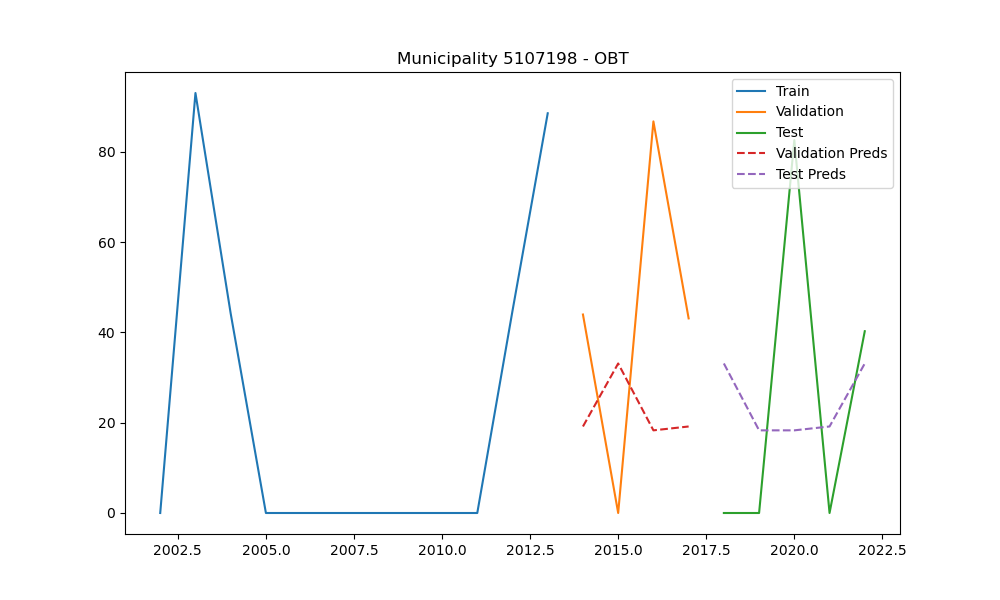 Municipality 5107198 - OBT
Train
Validation
Test
Validation Preds
Test Preds
80
60
40
20
0
2002.5 2005.0 2007.5 2010.0 2012.5 2015.0 2017.5 2020.0 2022.5